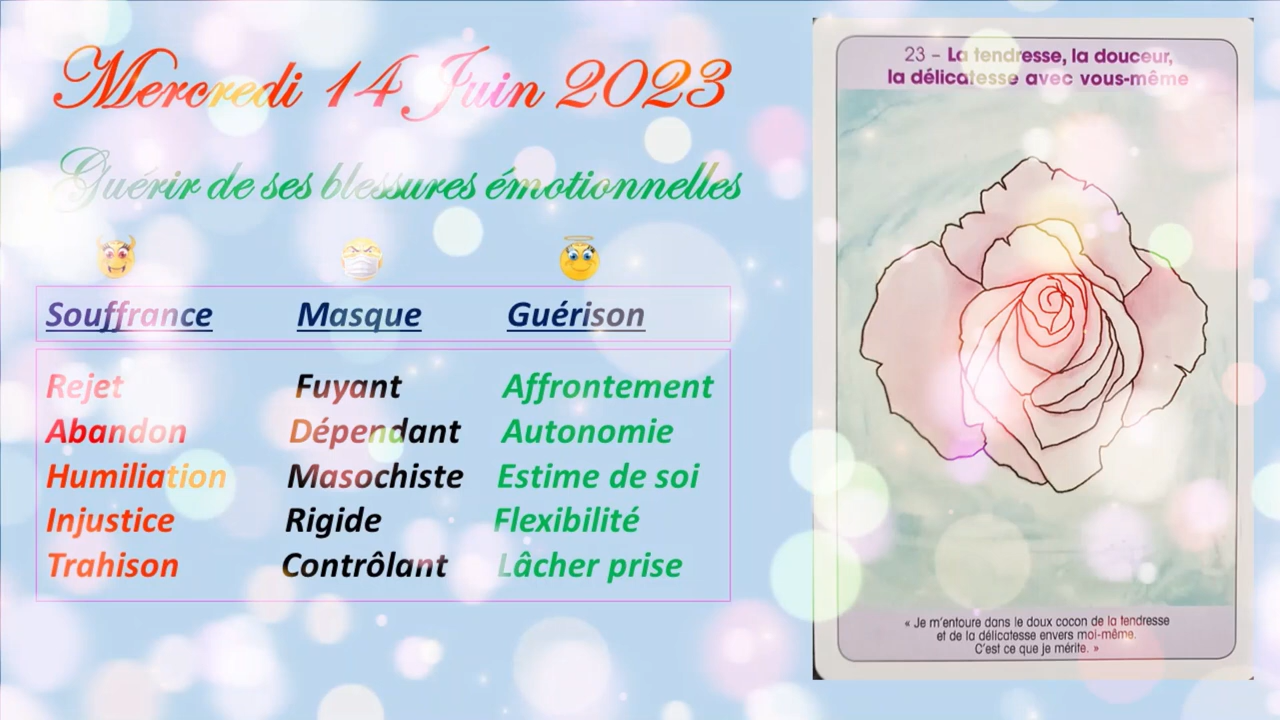 Mercredi 14 Juin 2023
Guérir de ses blessures émotionnelles
Souffrance Masque Guérison
Rejet Fuyant Affrontement
Abandon Dépendant Autonomie
Humiliation Masochiste Estime de soi
Injustice Rigide Flexibilité
Trahison Contrôlant Lâcher prise
23 – La tendresse, la douceur,
la délicatesse avec vous-même
« Je m'entoure dans le doux cocon de la tendresse
et de la délicatesse envers moi-même.
C'est ce que je mérite. »